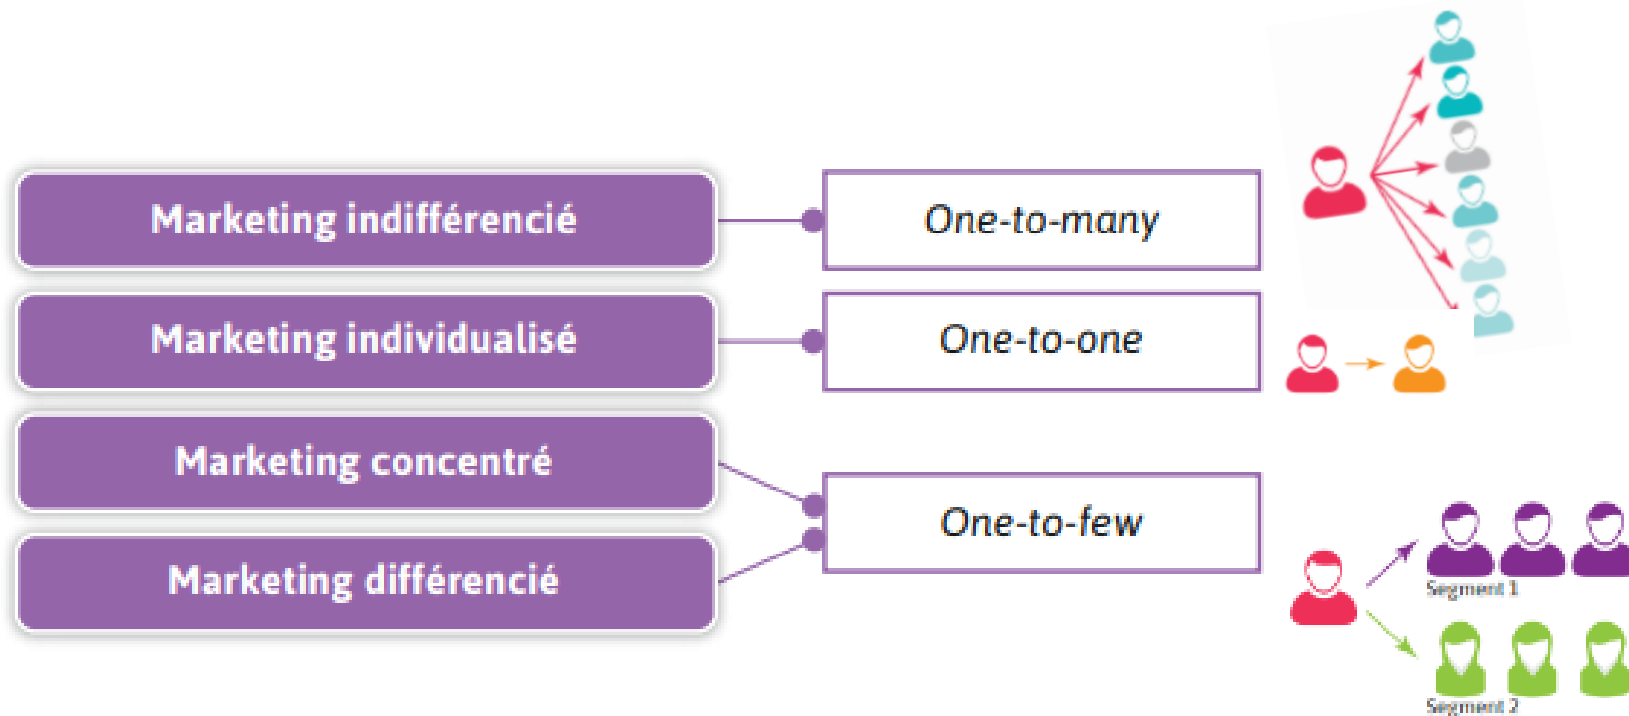 Marketing indifférencié
One-to-many
Marketing individualisé
One-to-one
Marketing concentré
Marketing différencié
One-to-few
Segment 1
Segment 2